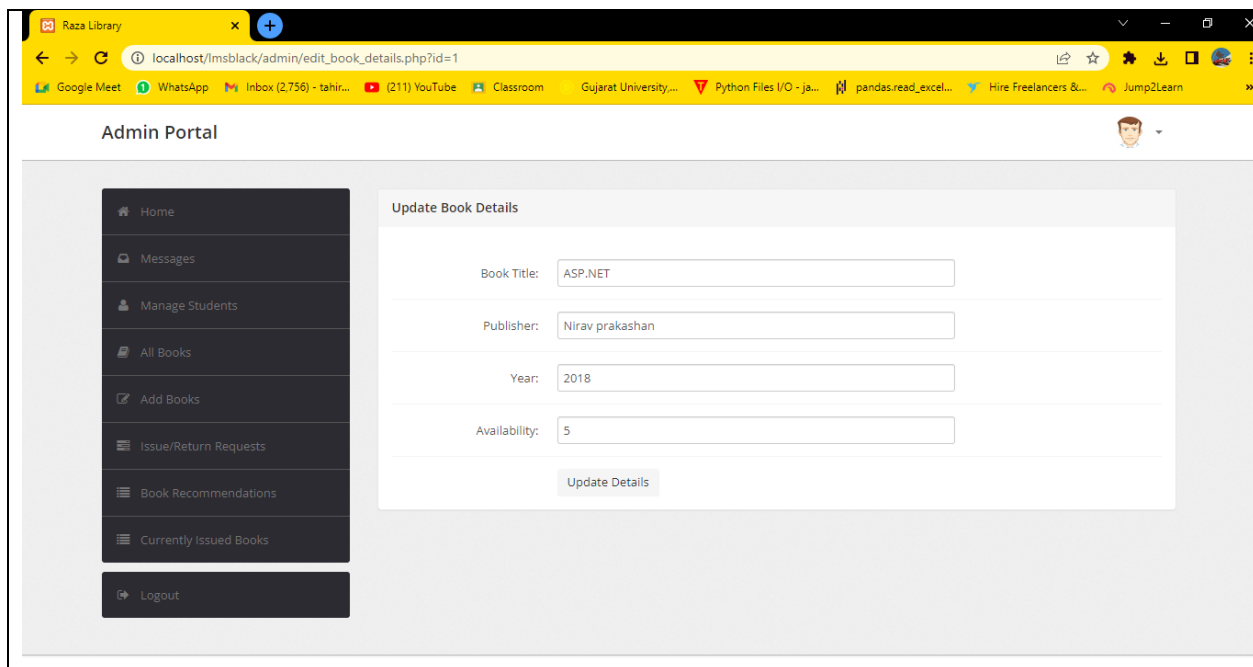 Raza Library
localhost/lmsblack/admin/edit_book_details.php?id=1
Google Meet WhatsApp Inbox (2,756) - tahir... (211) YouTube Classroom Gujarat University,... Python Files I/O - ja... pandas.read_excel... Hire Freelancers &... Jump2Learn »
Admin Portal
Home
Messages
Manage Students
All Books
Add Books
Issue/Return Requests
Book Recommendations
Currently Issued Books
Logout
Update Book Details
Book Title: ASP.NET
Publisher: Nirav prakashan
Year: 2018
Availability: 5
Update Details